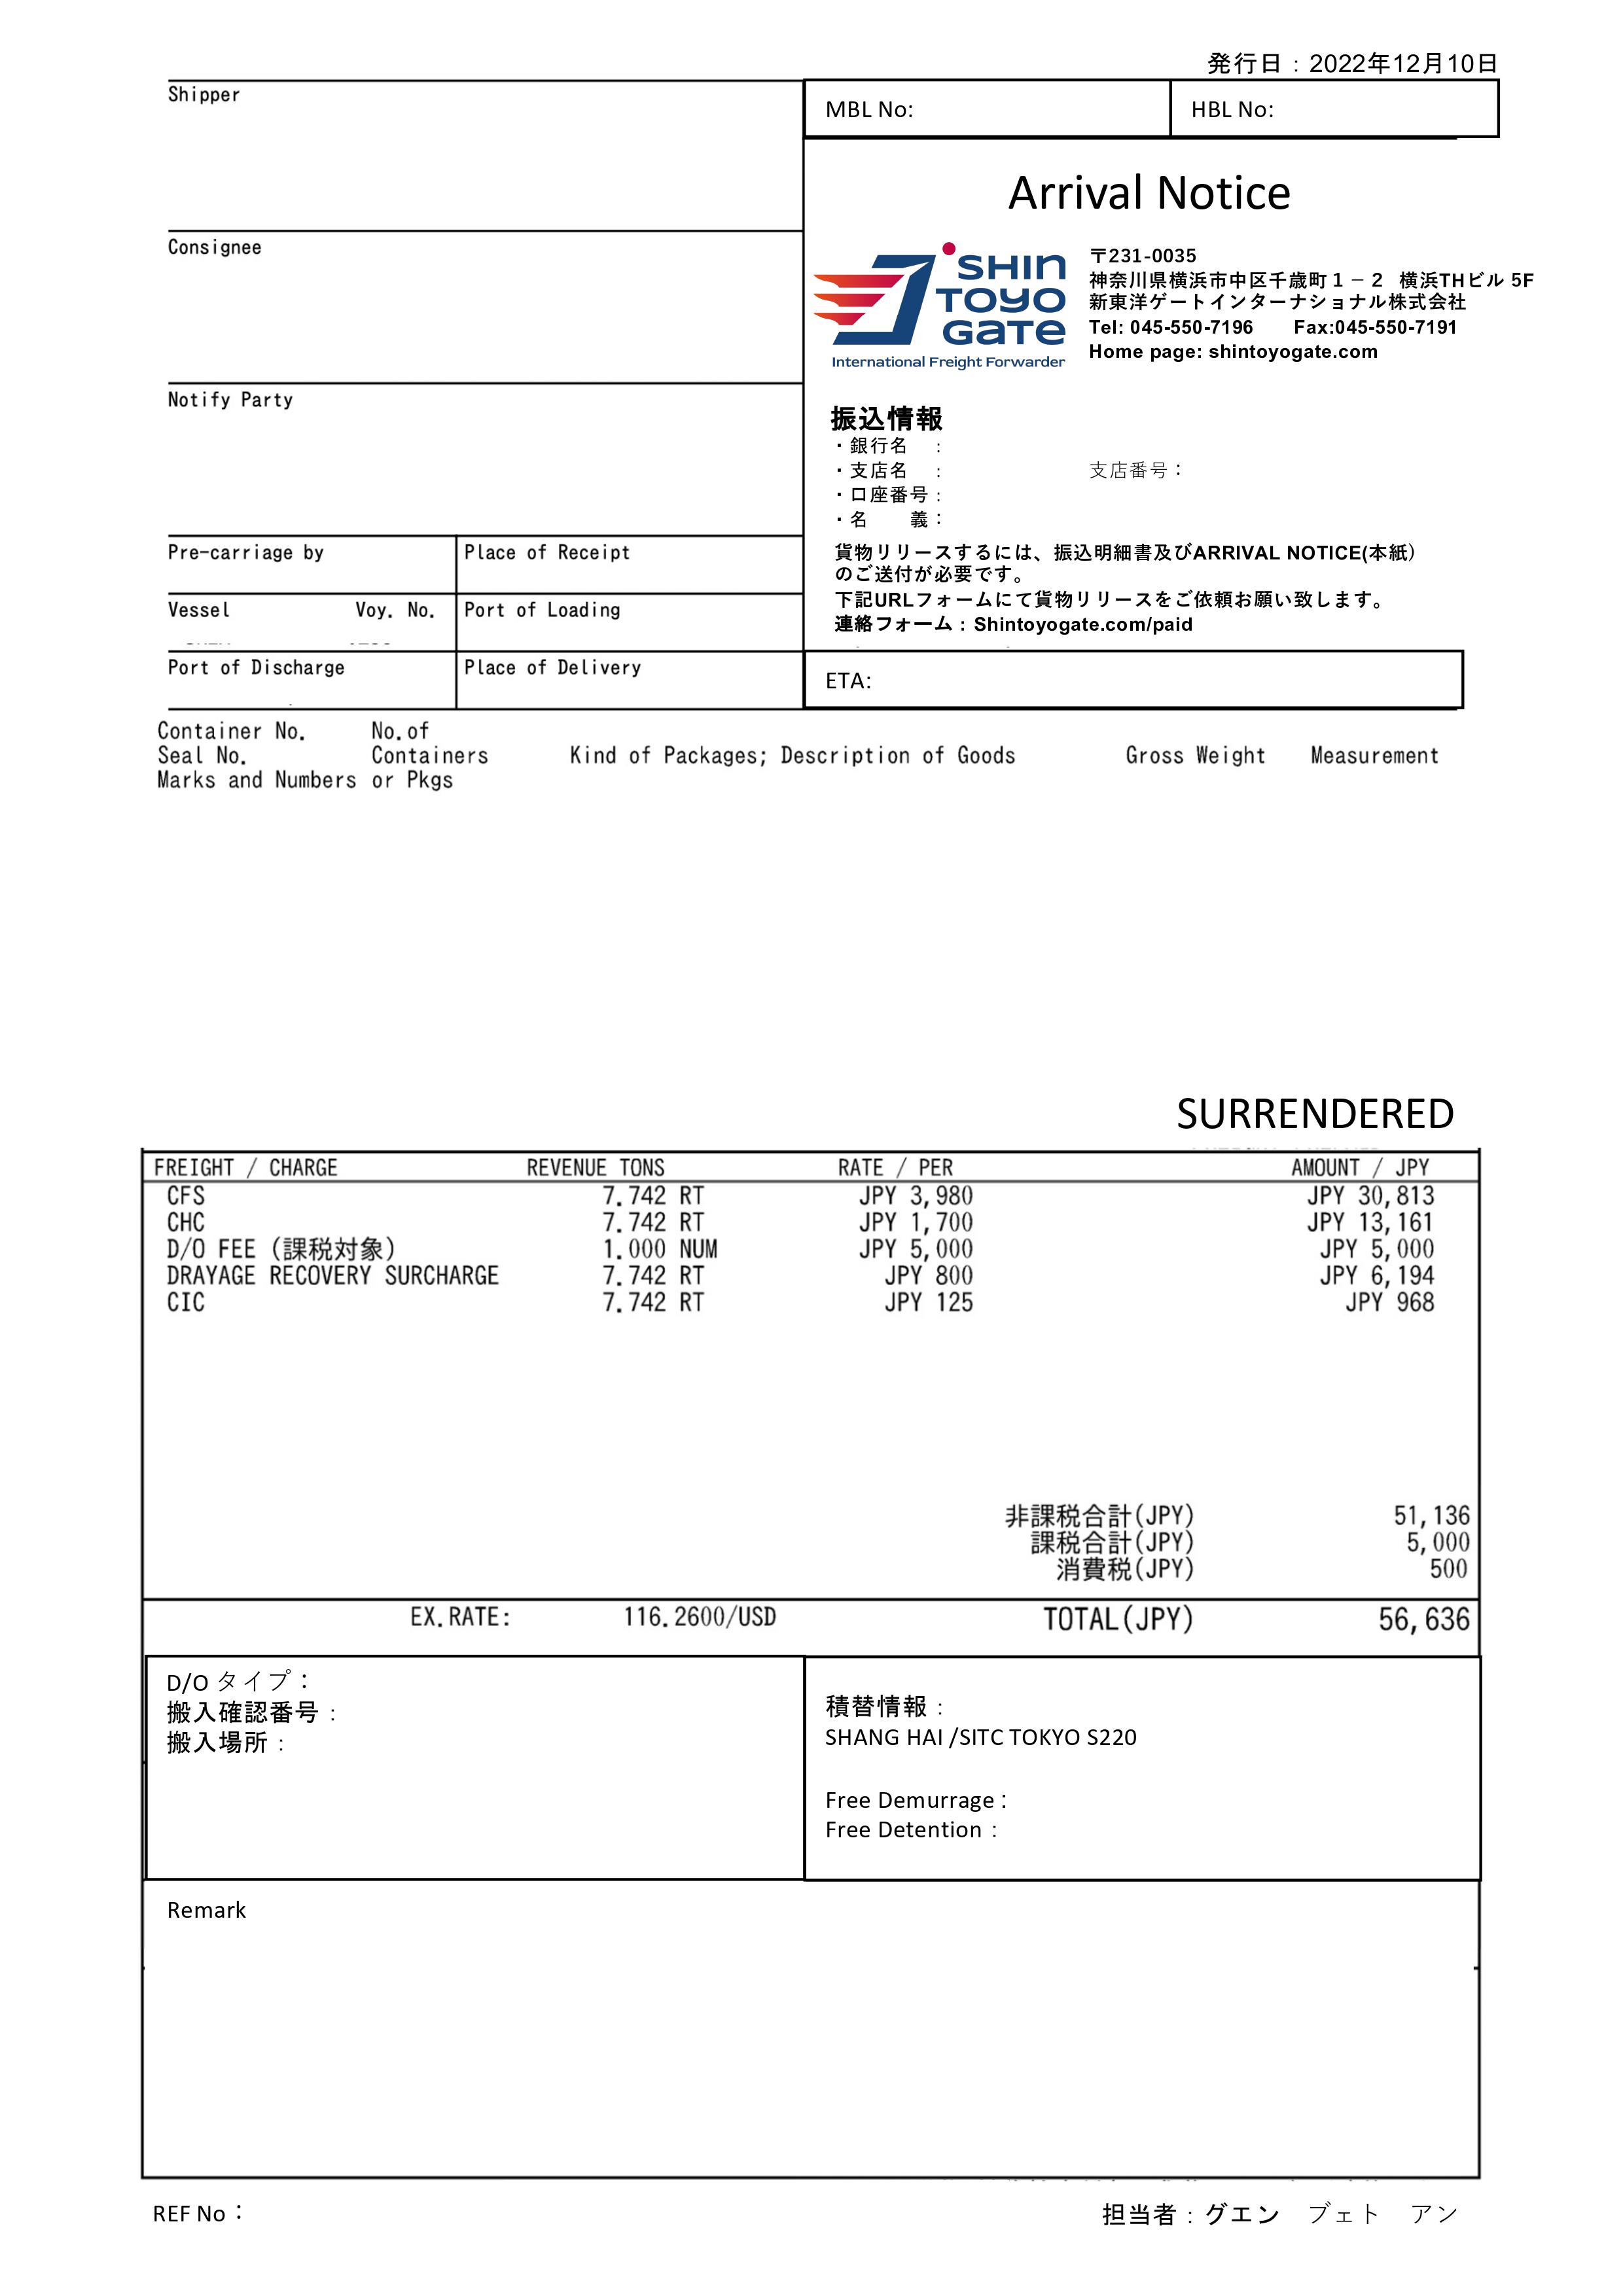 発行日：2022年12月10日
Shipper
MBL No:
HBL No:
Arrival Notice
Consignee
SHIN
TOYO
GATE
International Freight Forwarder
〒231-0035
神奈川県横浜市中区千歳町１－２ 横浜THビル 5F
新東洋ゲートインターナショナル株式会社
Tel: 045-550-7196 Fax:045-550-7191
Home page: shintoyogate.com
Notify Party
振込情報
・銀行名 ：
・支店名 ： 支店番号：
・口座番号：
・名 義：
貨物リリースするには、振込明細書及びARRIVAL NOTICE(本紙)
のご送付が必要です。
下記URLフォームにて貨物リリースをご依頼お願い致します。
連絡フォーム：Shintoyogate.com/paid
Pre-carriage by
Place of Receipt
Vessel Voy. No.
Port of Loading
Port of Discharge
Place of Delivery
ETA:
Container No. No.of
Seal No. Containers Kind of Packages; Description of Goods Gross Weight Measurement
Marks and Numbers or Pkgs
SURRENDERED
FREIGHT / CHARGE REVENUE TONS RATE / PER AMOUNT / JPY
CFS 7.742 RT JPY 3,980 JPY 30,813
CHC 7.742 RT JPY 1,700 JPY 13,161
D/O FEE (課税対象) 1.000 NUM JPY 5,000 JPY 5,000
DRAYAGE RECOVERY SURCHARGE 7.742 RT JPY 800 JPY 6,194
CIC 7.742 RT JPY 125 JPY 968
非課税合計(JPY) 51,136
課税合計(JPY) 5,000
消費税(JPY) 500
EX.RATE: 116.2600/USD TOTAL(JPY) 56,636
D/O タイプ：
搬入確認番号：
搬入場所：
積替情報：
SHANG HAI /SITC TOKYO S220
Free Demurrage：
Free Detention：
Remark
REF No：
担当者：グエン ブェト アン